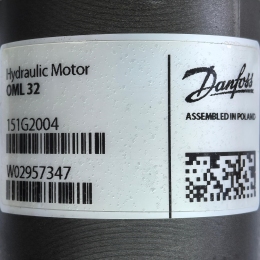 Hydraulic Motor
OML 32
151G2004
W02957347
Danfoss
ASSEMBLED IN POLAND